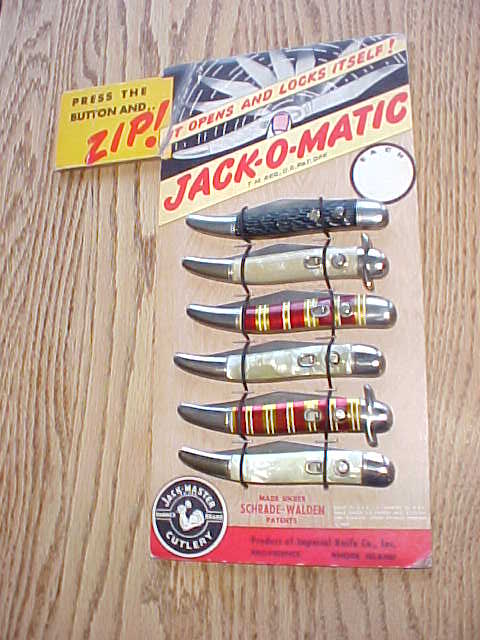 PRESS THE
BUTTON AND..
ZIP!
IT OPENS AND LOCKS ITSELF!
JACK-O-MATIC
T.M. REG. U.S. PAT. OFF.
EACH
JACK-MASTER
BRAND
CUTLERY
MADE UNDER
SCHRADE-WALDEN
PATENTS
Product of Imperial Knife Co., Inc.
PROVIDENCE RHODE ISLAND